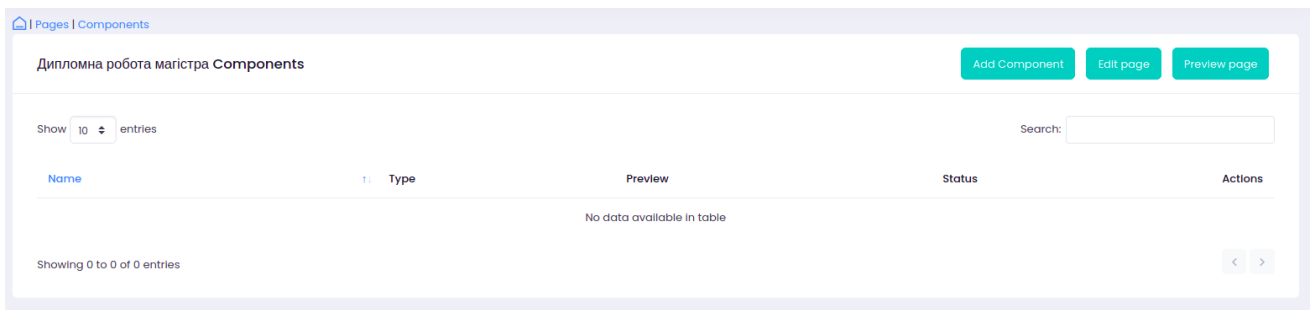 | Pages | Components
Дипломна робота магістра Components
Add Component
Edit page
Preview page
Show 10 entries
Search:
Name
Type
Preview
Status
Actions
No data available in table
Showing 0 to 0 of 0 entries